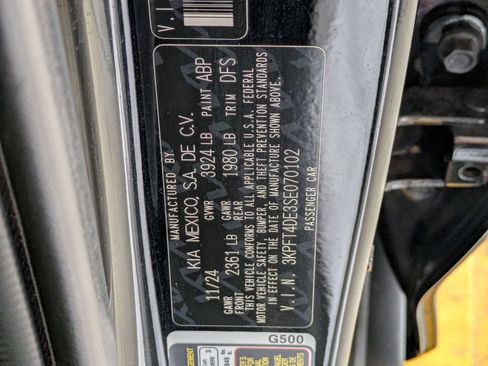 V.I.
MANUFACTURED BY
KIA MEXICO, S.A. DE C.V.
11/24 GVWR 3924 LB PAINT ABP
GAWR FRONT 2361 LB GAWR REAR 1980 LB TRIM DFS
THIS VEHICLE CONFORMS TO ALL APPLICABLE U.S.A. FEDERAL
MOTOR VEHICLE SAFETY, BUMPER, AND THEFT PREVENTION STANDARDS
IN EFFECT ON THE DATE OF MANUFACTURE SHOWN ABOVE.
V.I.N. 3KPFT4DE3SE070102
PASSENGER CAR
G500